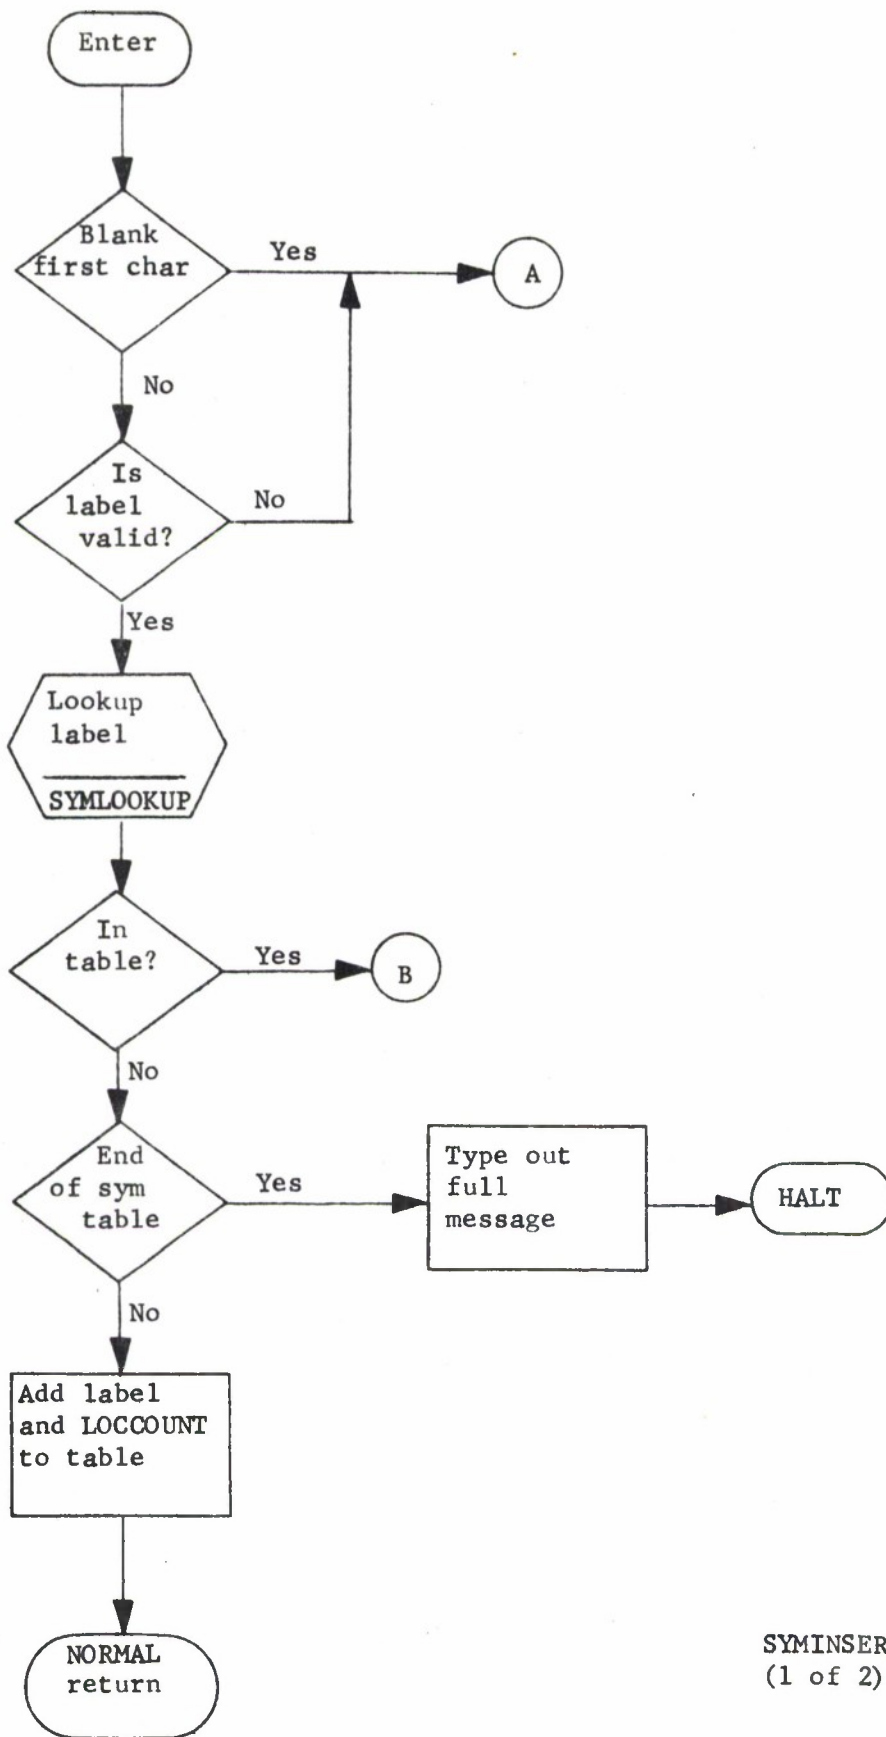 Enter
Blank
first char
Yes
A
No
Is
label
valid?
No
Yes
Lookup
label
SYMLOOKUP
In
table?
Yes
B
No
End
of sym
table
Yes
Type out
full
message
HALT
No
Add label
and LOCCOUNT
to table
NORMAL
return
SYMINSER
(1 of 2)